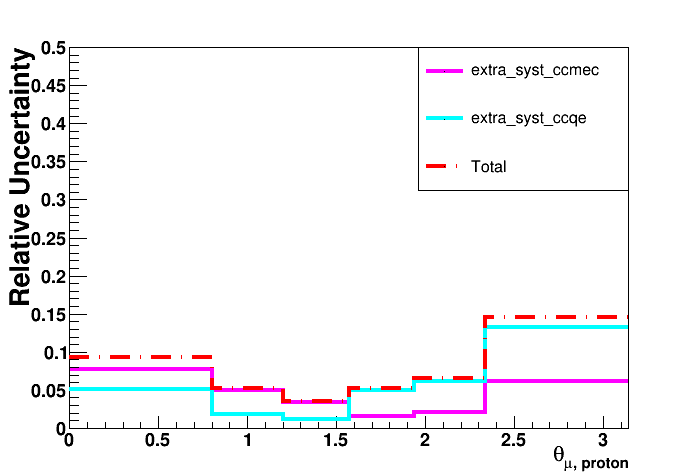 Relative Uncertainty
0.5
0.45
0.4
0.35
0.3
0.25
0.2
0.15
0.1
0.05
0
extra_syst_ccmec
extra_syst_ccqe
Total
0 0.5 1 1.5 2 2.5 3
θμ, proton